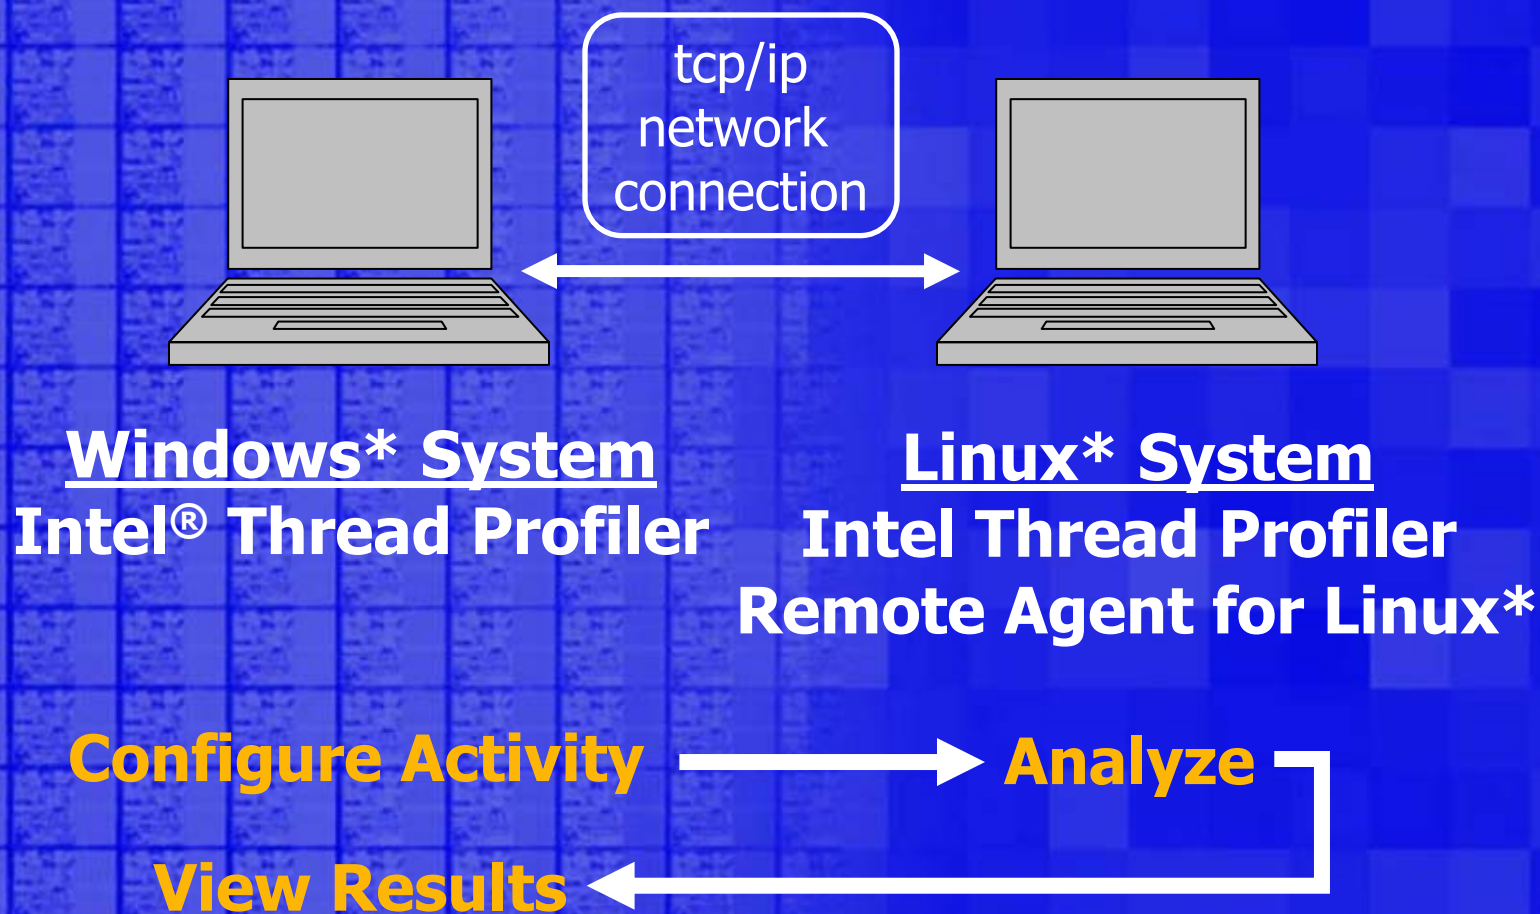 tcp/ip
network
connection
Windows* System
Intel® Thread Profiler
Linux* System
Intel Thread Profiler
Remote Agent for Linux*
Configure Activity
Analyze
View Results